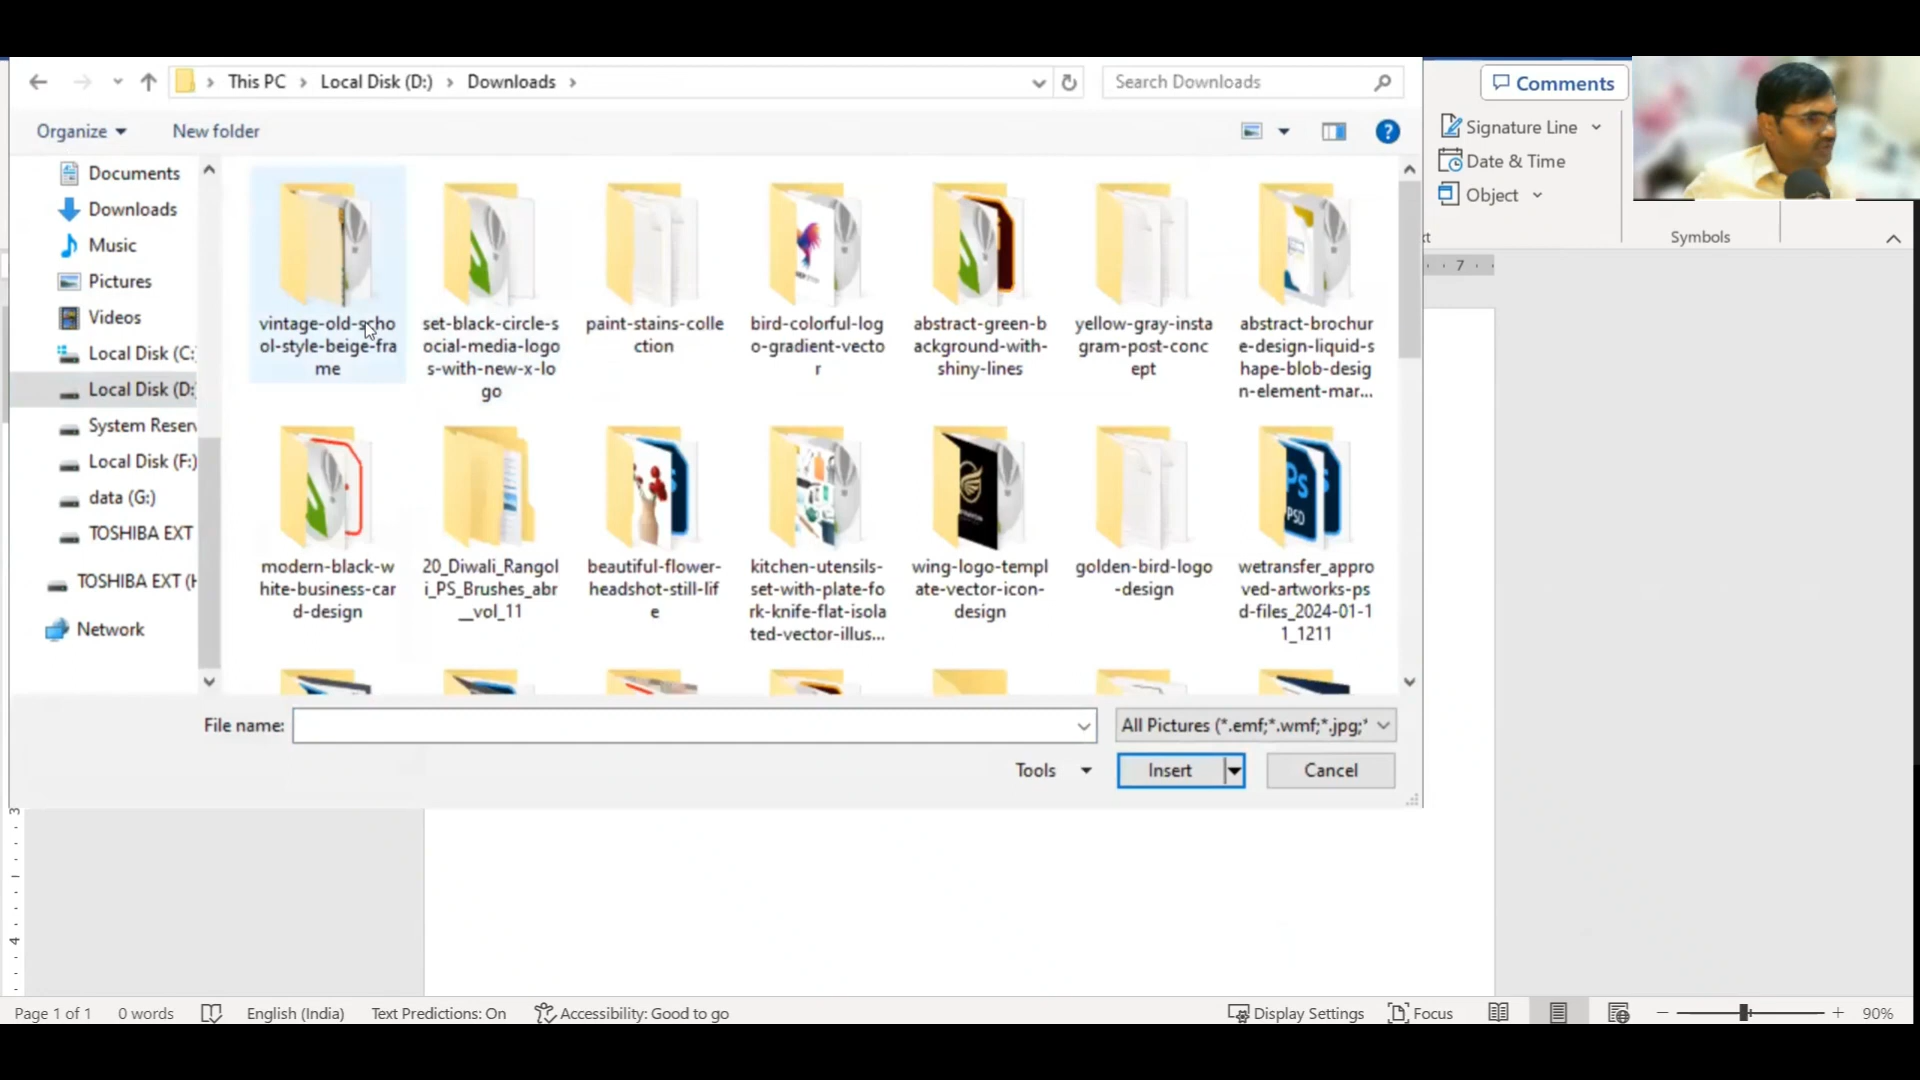 This PC
Local Disk (D:)
Downloads
Search Downloads
Comments
Organize
New folder
Signature Line
Date & Time
Object
Symbols
7
Documents
Downloads
Music
Pictures
Videos
Local Disk (C:
Local Disk (D:
System Reserv
Local Disk (F:)
data (G:)
TOSHIBA EXT
TOSHIBA EXT (H
Network
vintage-old-scho
ol-style-beige-fra
me
set-black-circle-s
ocial-media-logo
s-with-new-x-lo
go
paint-stains-colle
ction
bird-colorful-log
o-gradient-vecto
r
abstract-green-b
ackground-with-
shiny-lines
yellow-gray-insta
gram-post-conc
ept
abstract-brochur
e-design-liquid-s
hape-blob-desig
n-element-mar...
modern-black-w
hite-business-car
d-design
20_Diwali_Rangol
i_PS_Brushes_abr
__vol_11
beautiful-flower-
headshot-still-lif
e
kitchen-utensils-
set-with-plate-fo
rk-knife-flat-isola
ted-vector-illus...
wing-logo-templ
ate-vector-icon-
design
golden-bird-logo
-design
Ps
PSD
wetransfer_appro
ved-artworks-ps
d-files_2024-01-1
1_1211
File name:
All Pictures (*.emf;*.wmf;*.jpg;*
Tools
Insert
Cancel
3
4
Page 1 of 1
0 words
English (India)
Text Predictions: On
Accessibility: Good to go
Display Settings
Focus
90%